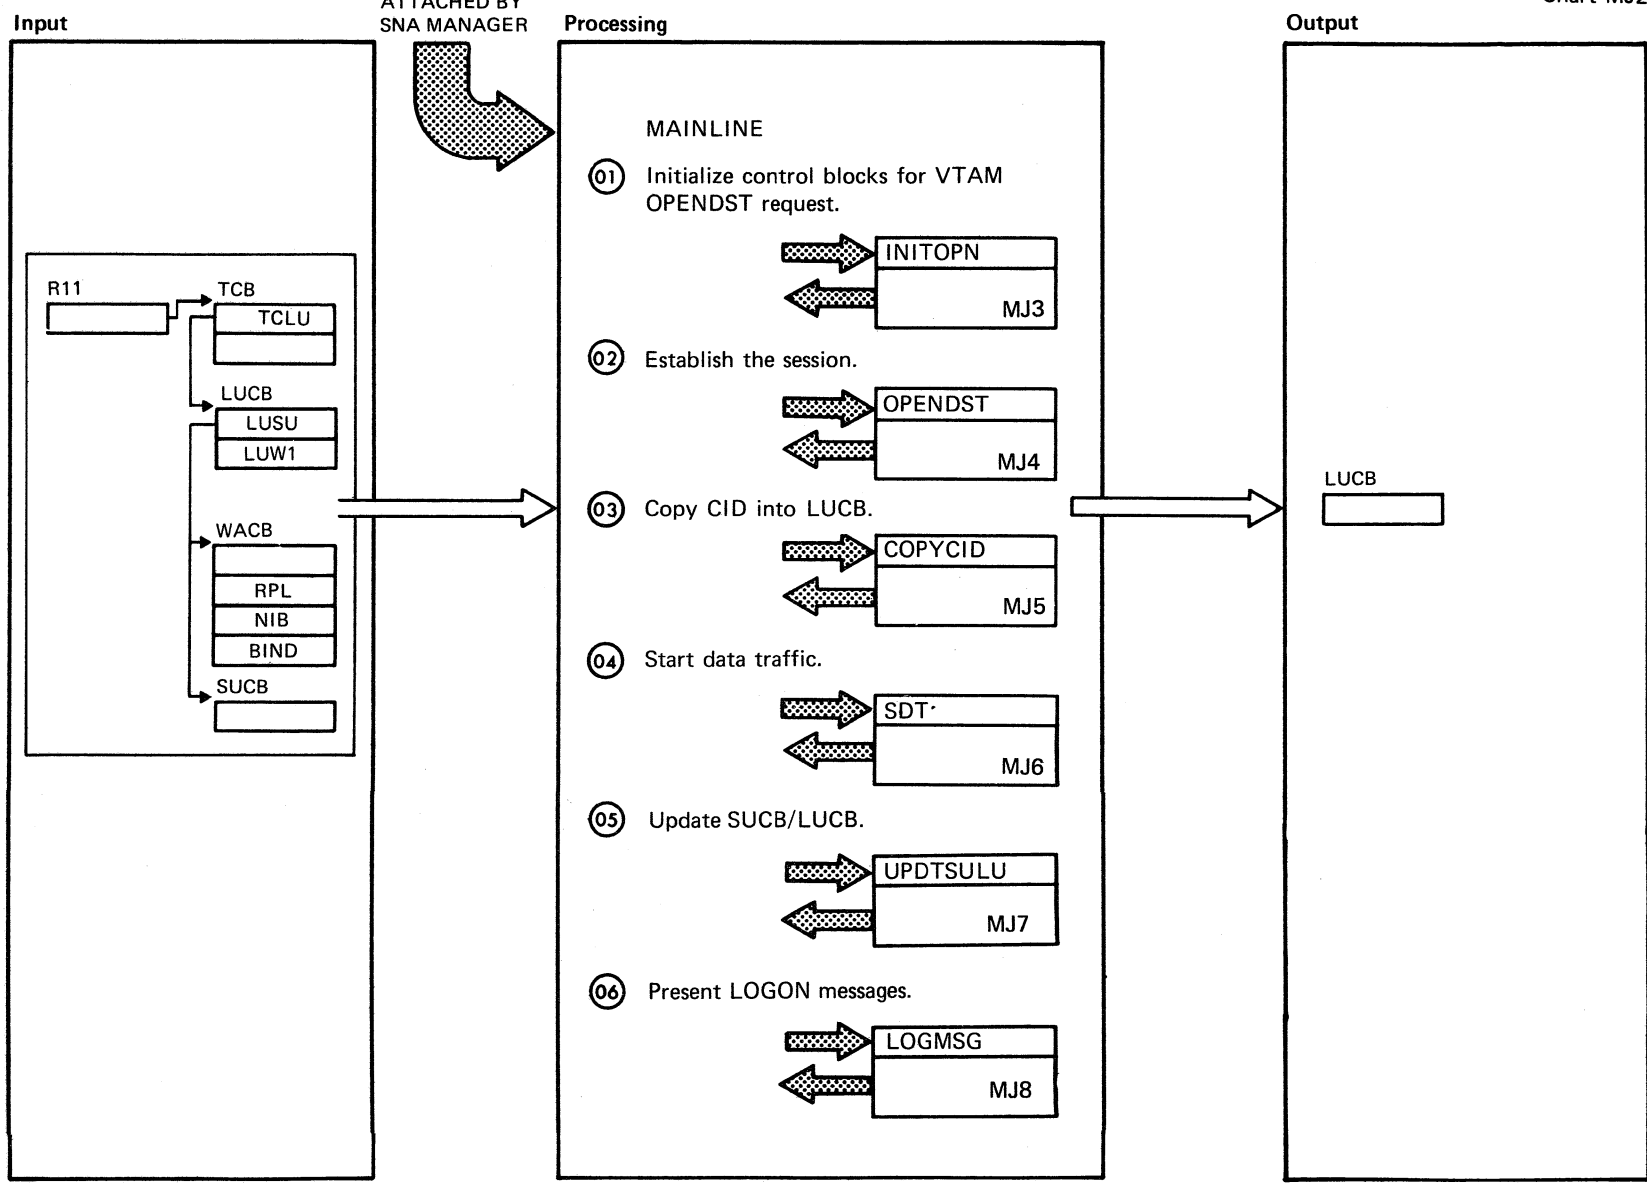 Chart MJ2
ATTACHED BY
SNA MANAGER
Input
Processing
Output
R11
TCB
TCLU
LUCB
LUSU
LUW1
WACB
RPL
NIB
BIND
SUCB
MAINLINE
01 Initialize control blocks for VTAM
OPENDST request.
INITOPN
MJ3
02 Establish the session.
OPENDST
MJ4
03 Copy CID into LUCB.
COPYCID
MJ5
04 Start data traffic.
SDT
MJ6
05 Update SUCB/LUCB.
UPDTSULU
MJ7
06 Present LOGON messages.
LOGMSG
MJ8
LUCB